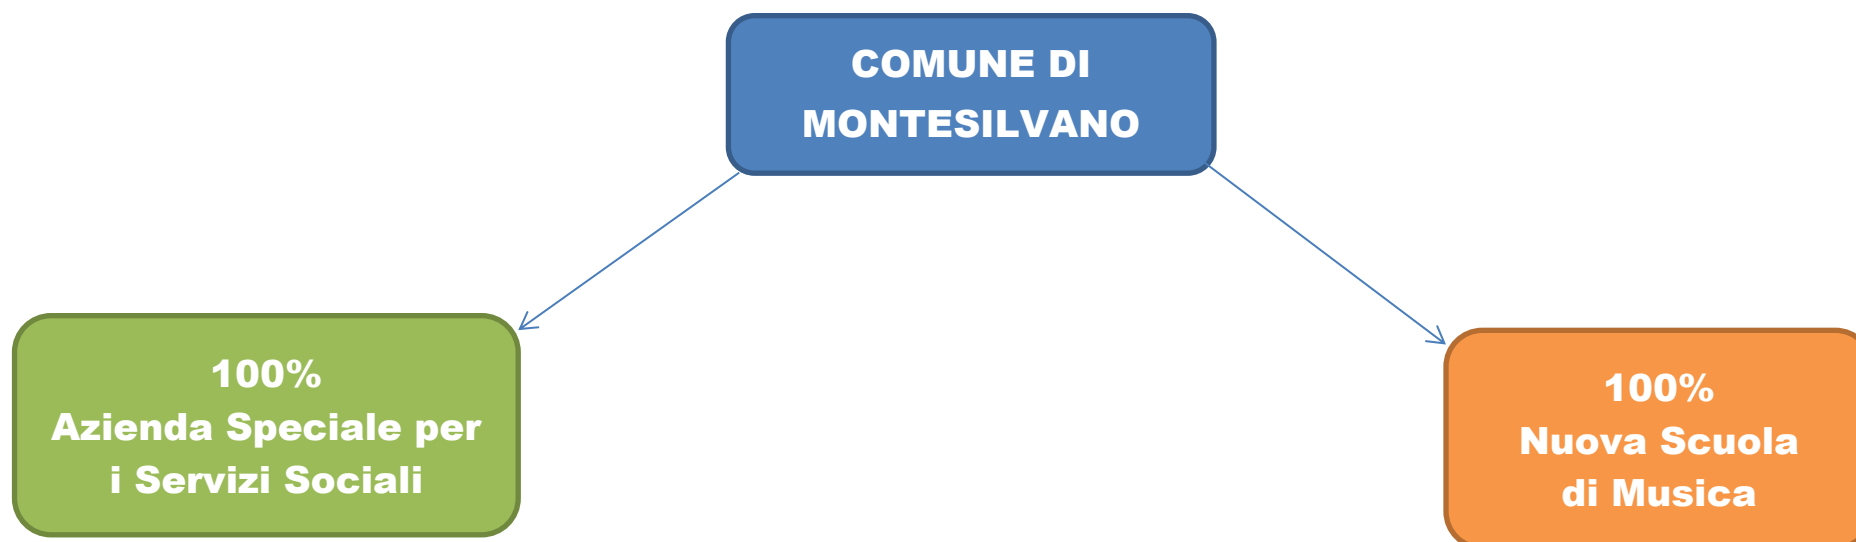 COMUNE DI
MONTESILVANO
100%
Azienda Speciale per
i Servizi Sociali
100%
Nuova Scuola
di Musica